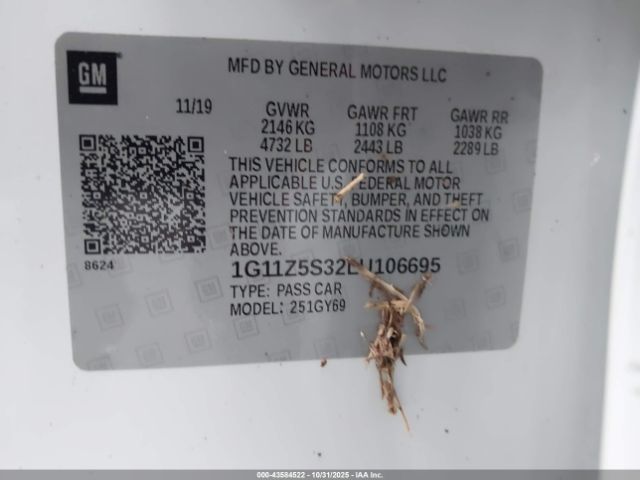 GM
MFD BY GENERAL MOTORS LLC
11/19 GVWR GAWR FRT GAWR RR
2146 KG 1108 KG 1038 KG
4732 LB 2443 LB 2289 LB
THIS VEHICLE CONFORMS TO ALL
APPLICABLE U.S. FEDERAL MOTOR
VEHICLE SAFETY, BUMPER, AND THEFT
PREVENTION STANDARDS IN EFFECT ON
THE DATE OF MANUFACTURE SHOWN
ABOVE.
8624
1G11Z5S32LU106695
TYPE: PASS CAR
MODEL: 251GY69
000-43584522 - 10/31/2025 - IAA Inc.